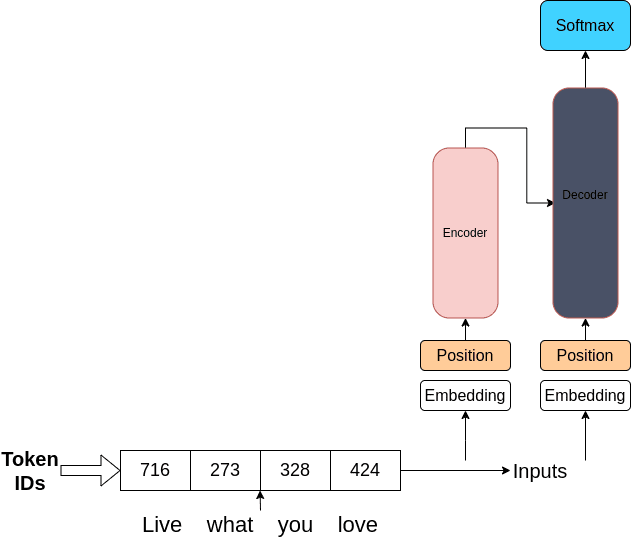 Softmax
Decoder
Encoder
Position Position
Embedding Embedding
Token
IDs
716 273 328 424
Inputs
Live what you love